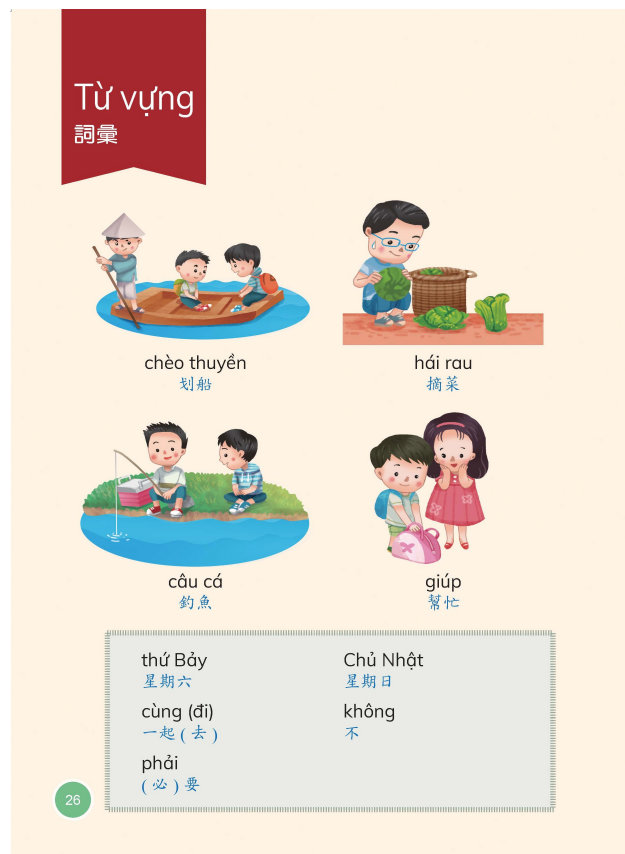 Từ vựng
詞彙
chèo thuyền
划船
hái rau
摘菜
câu cá
釣魚
giúp
幫忙
thứ Bảy
星期六
Chủ Nhật
星期日
cùng (đi)
一起 ( 去 )
không
不
phải
( 必 ) 要
26